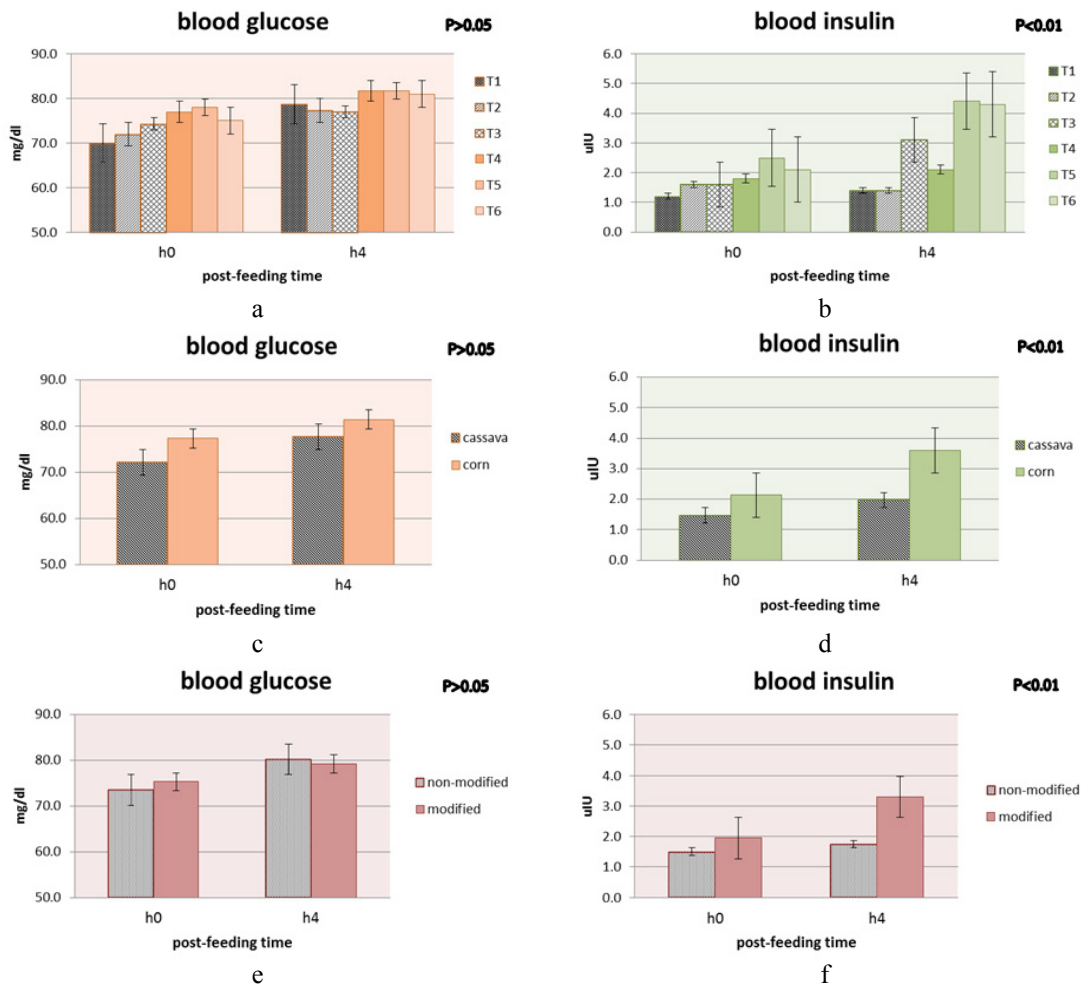 blood glucose P>0.05
90.0
80.0
70.0
60.0
50.0
mg/dl
h0 h4
post-feeding time
T1
T2
T3
T4
T5
T6
a
blood insulin P<0.01
6.0
5.0
4.0
3.0
2.0
1.0
0.0
uIU
h0 h4
post-feeding time
T1
T2
T3
T4
T5
T6
b
blood glucose P>0.05
90.0
80.0
70.0
60.0
50.0
mg/dl
h0 h4
post-feeding time
cassava
corn
c
blood insulin P<0.01
6.0
5.0
4.0
3.0
2.0
1.0
0.0
uIU
h0 h4
post-feeding time
cassava
corn
d
blood glucose P>0.05
90.0
80.0
70.0
60.0
50.0
mg/dl
h0 h4
post-feeding time
non-modified
modified
e
blood insulin P<0.01
6.0
5.0
4.0
3.0
2.0
1.0
0.0
uIU
h0 h4
post-feeding time
non-modified
modified
f